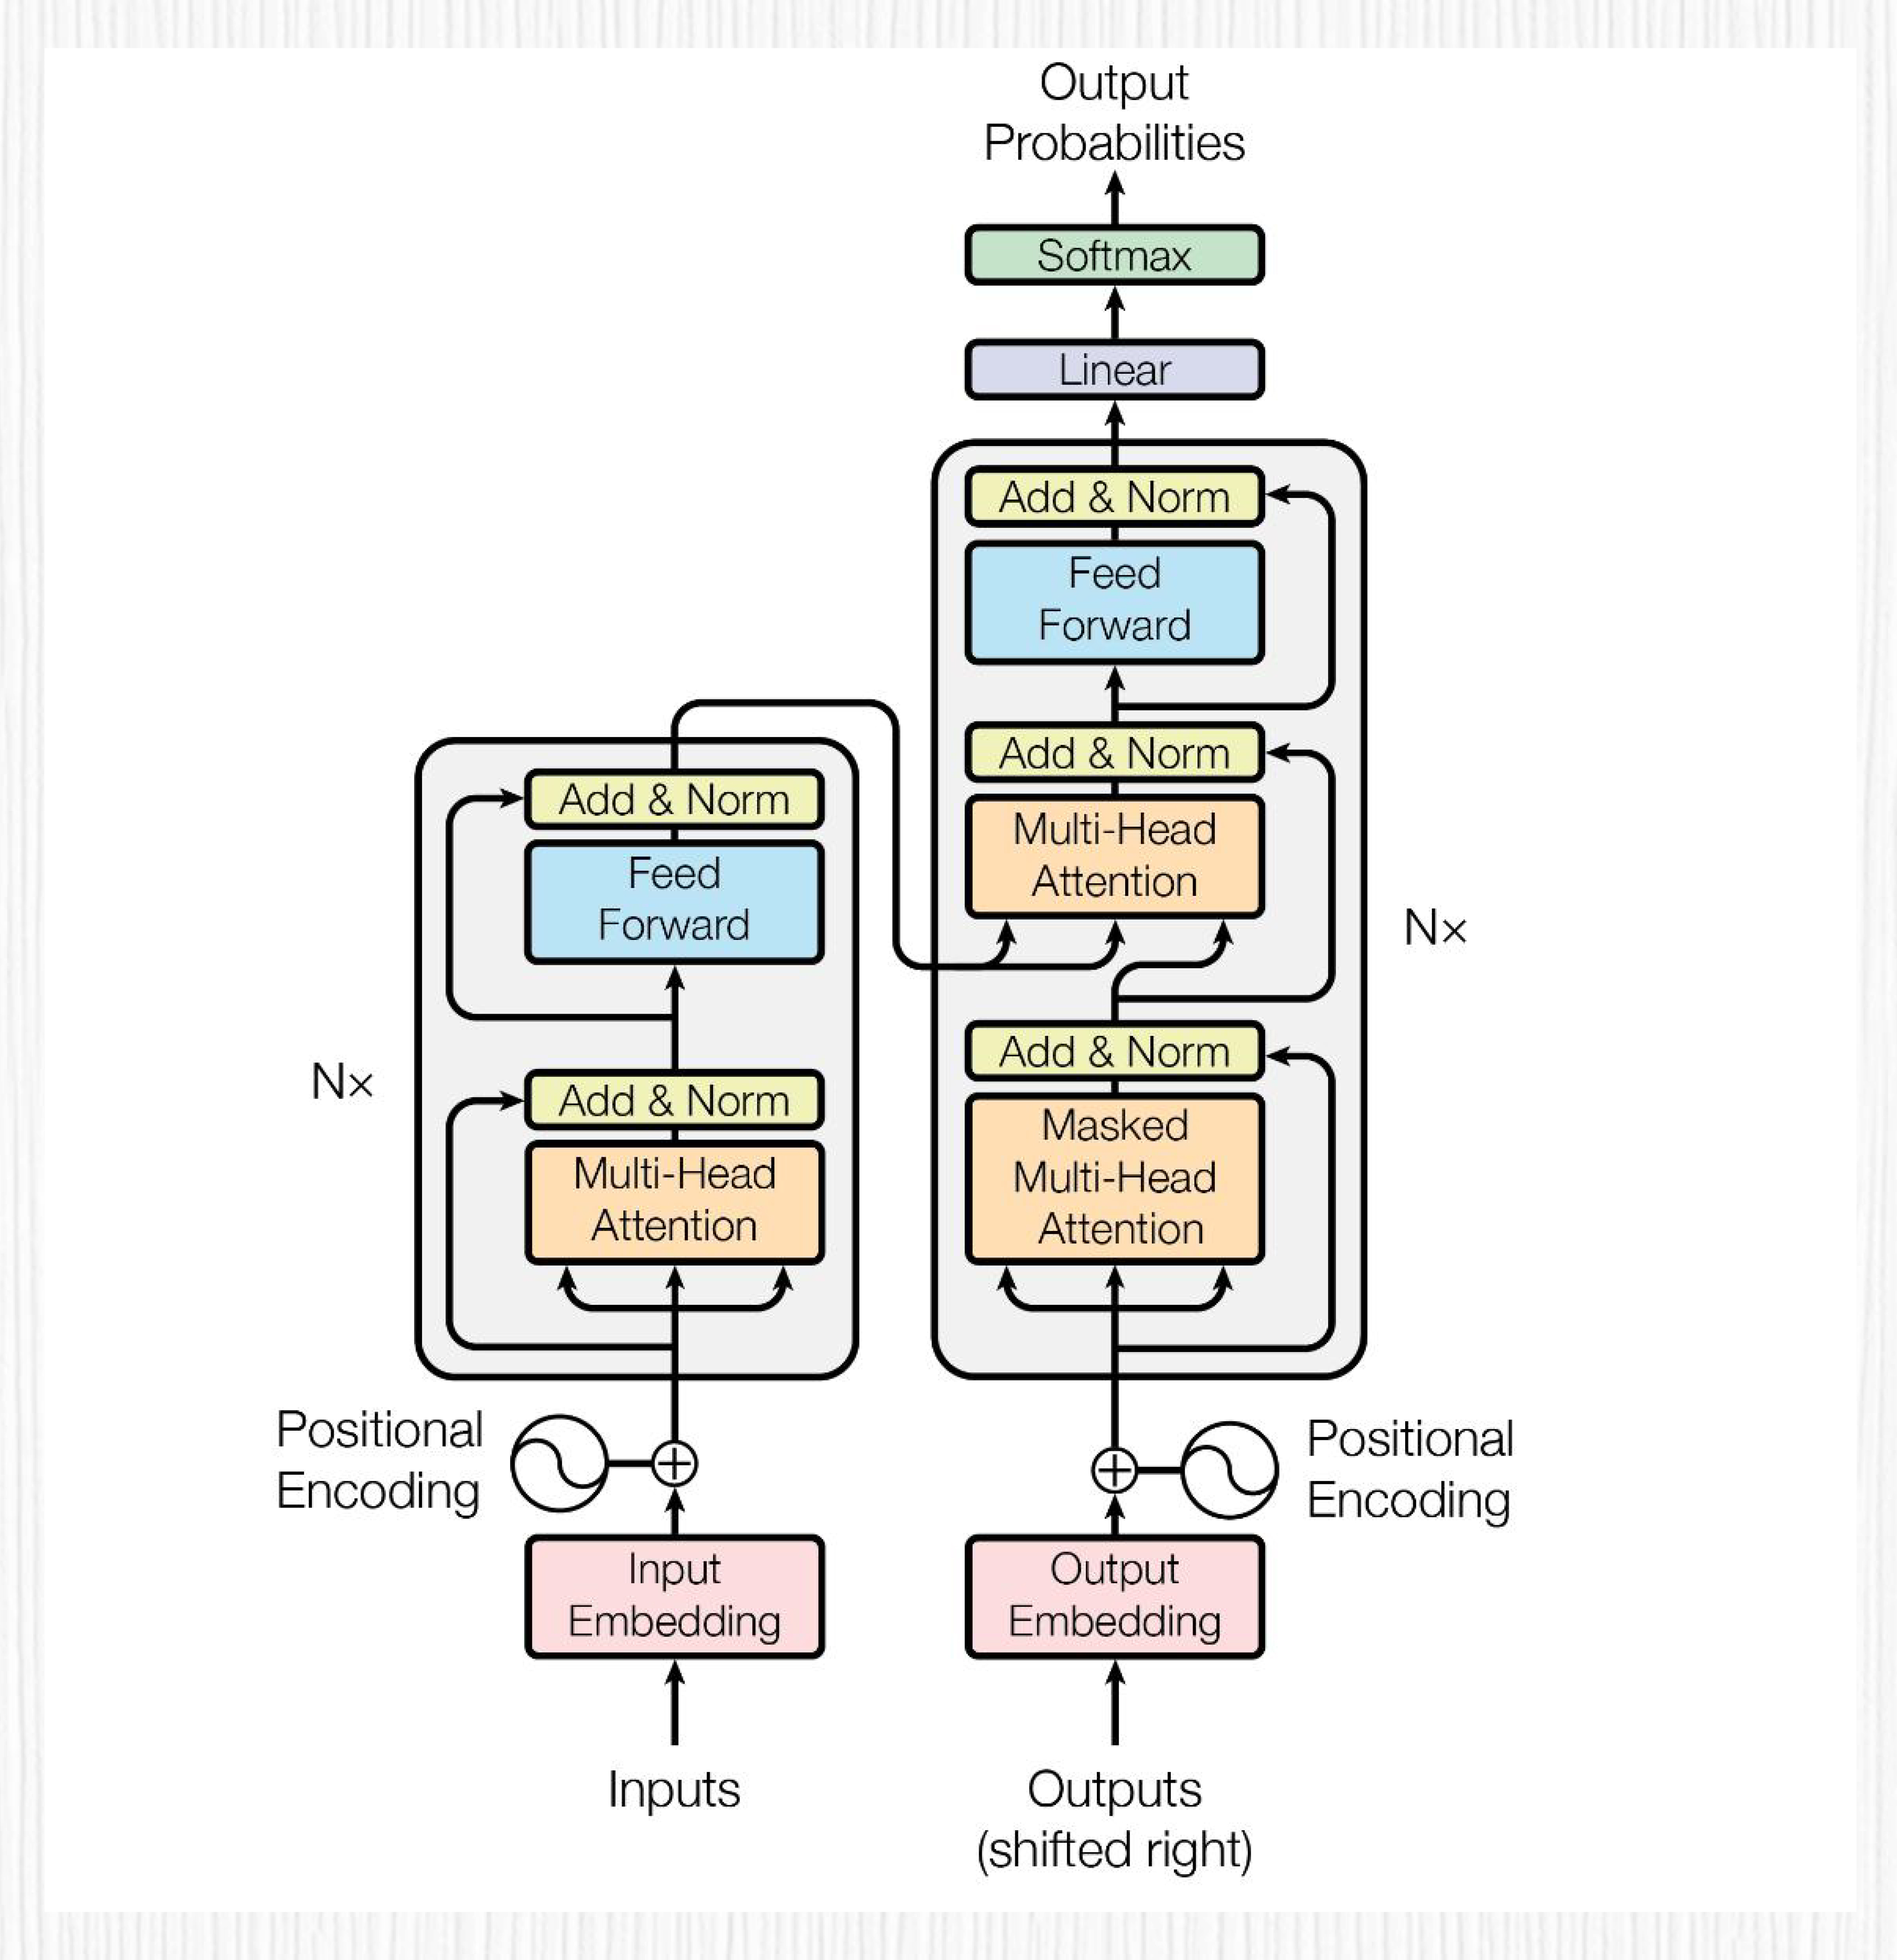 Output
Probabilities
Softmax
Linear
Add & Norm
Feed
Forward
Add & Norm
Multi-Head
Attention
Add & Norm
Masked
Multi-Head
Attention
N×
Add & Norm
Feed
Forward
Add & Norm
Multi-Head
Attention
N×
Positional
Encoding
Positional
Encoding
Input
Embedding
Output
Embedding
Inputs
Outputs
(shifted right)